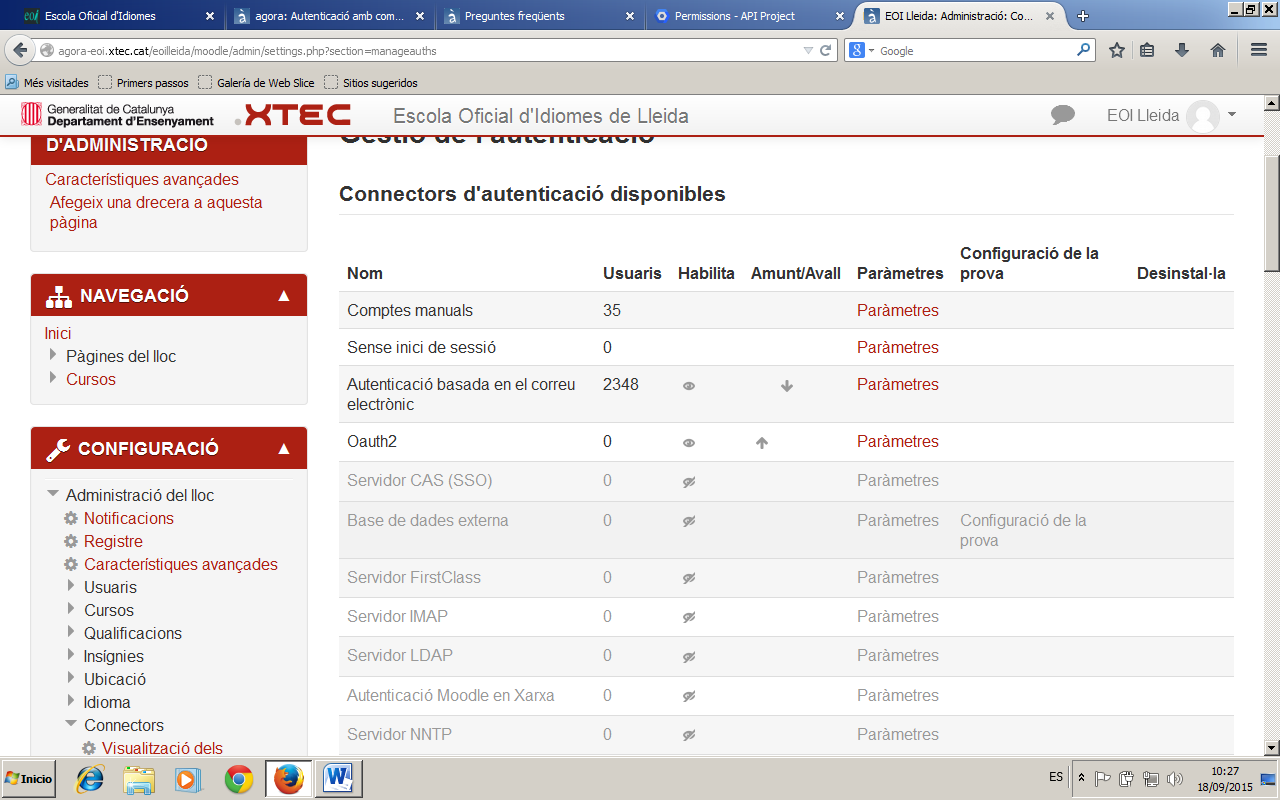 Escola Oficial d'Idiomes
agora: Autenticació amb com...
Preguntes freqüents
Permissions - API Project
EOI Lleida: Administració: Co...
agora-eoi.xtec.cat/eoilleida/moodle/admin/settings.php?section=manageauths
Google
Més visitades
Primers passos
Galería de Web Slice
Sitios sugeridos
Generalitat de Catalunya
Departament d'Ensenyament
XTEC
Escola Oficial d'Idiomes de Lleida
EOI Lleida
D'ADMINISTRACIÓ
Característiques avançades
Afegeix una drecera a aquesta
pàgina
NAVEGACIÓ
Inici
Pàgines del lloc
Cursos
CONFIGURACIÓ
Administració del lloc
Notificacions
Registre
Característiques avançades
Usuaris
Cursos
Qualificacions
Insígnies
Ubicació
Idioma
Connectors
Visualització dels
Gestió de l'autenticació
Connectors d'autenticació disponibles
Nom Usuaris Habilita Amunt/Avall Paràmetres Configuració de la prova Desinstal·la
Comptes manuals 35 Paràmetres
Sense inici de sessió 0 Paràmetres
Autenticació basada en el correu electrònic 2348 Paràmetres
Oauth2 0 Paràmetres
Servidor CAS (SSO) 0 Paràmetres
Base de dades externa 0 Paràmetres Configuració de la prova
Servidor FirstClass 0 Paràmetres
Servidor IMAP 0 Paràmetres
Servidor LDAP 0 Paràmetres
Autenticació Moodle en Xarxa 0 Paràmetres
Servidor NNTP 0 Paràmetres
Inicio
ES
10:27
18/09/2015